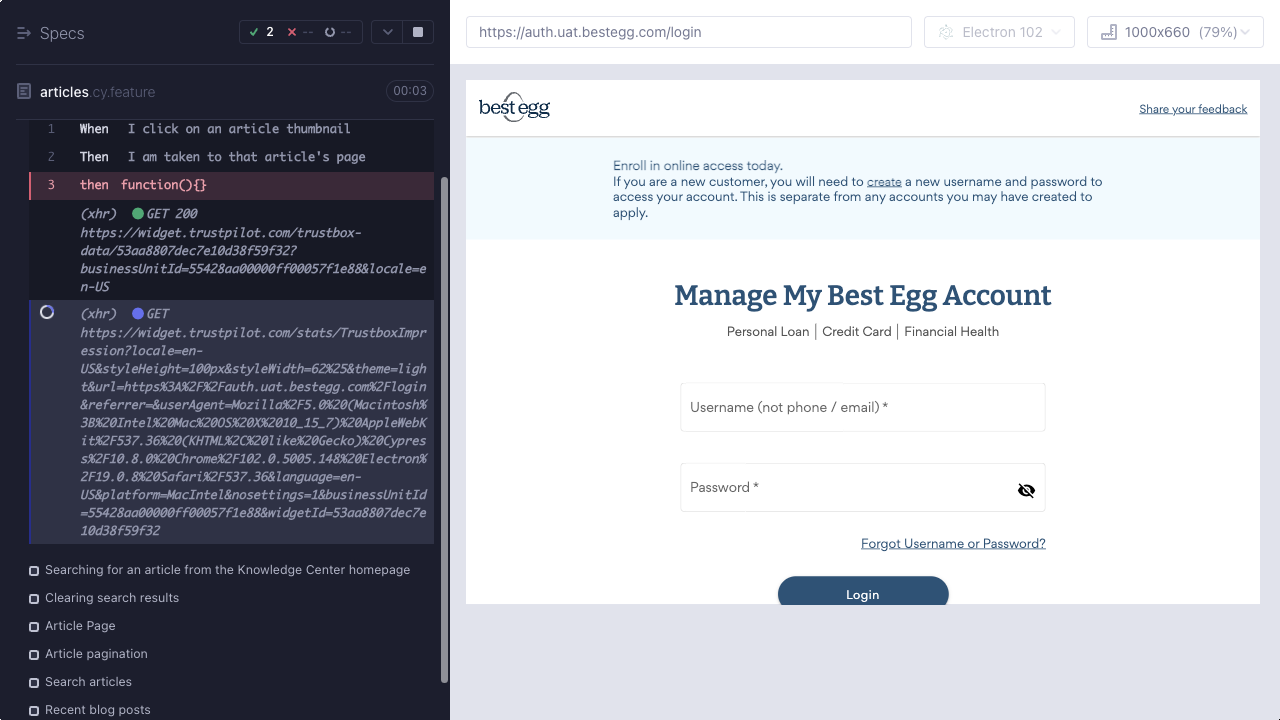 Specs
2
--
--
articles.cy.feature
00:03
1 When I click on an article thumbnail
2 Then I am taken to that article's page
3 then function(){}
(xhr) GET 200
https://widget.trustpilot.com/trustbox-
data/53aa8807dec7e10d38f59f32?
businessUnitId=55428aa00000ff00057f1e88&locale=e
n-US
(xhr) GET
https://widget.trustpilot.com/stats/TrustboxImpr
ession?locale=en-
US&styleHeight=100px&styleWidth=62%25&theme=lig
ht&url=https%3A%2F%2Fauth.uat.bestegg.com%2Flogin
&referrer=&userAgent=Mozilla%2F5.0%20(Macintosh%
3B%20Intel%20Mac%20OS%20X%2010_15_7)%20AppleWebK
it%2F537.36%20(KHTML%2C%20like%20Gecko)%20Cypres
s%2F10.8.0%20Chrome%2F102.0.5005.148%20Electron%
2F19.0.8%20Safari%2F537.36&language=en-
US&platform=MacIntel&nosettings=1&businessUnitId
=55428aa00000ff00057f1e88&widgetId=53aa8807dec7e
10d38f59f32
Searching for an article from the Knowledge Center homepage
Clearing search results
Article Page
Article pagination
Search articles
Recent blog posts
https://auth.uat.bestegg.com/login
Electron 102
1000x660 (79%)
best egg
Share your feedback
Enroll in online access today.
If you are a new customer, you will need to create a new username and password to
access your account. This is separate from any accounts you may have created to
apply.
Manage My Best Egg Account
Personal Loan | Credit Card | Financial Health
Username (not phone / email) *
Password *
Forgot Username or Password?
Login